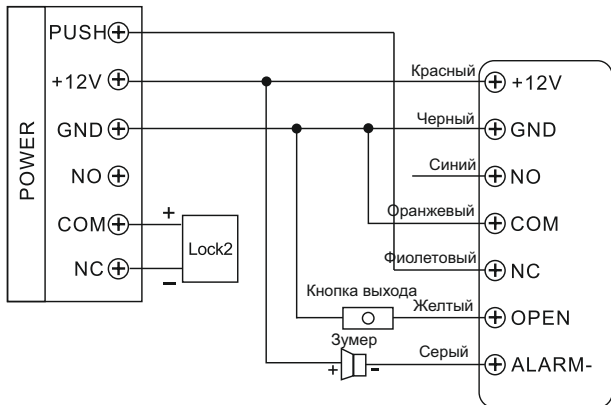 POWER
PUSH
+12V
GND
NO
COM
NC
+
Lock2
−
Красный
+12V
Черный
GND
Синий
NO
Оранжевый
COM
Фиолетовый
NC
Кнопка выхода
Желтый
OPEN
Зумер
+
-
Серый
ALARM-